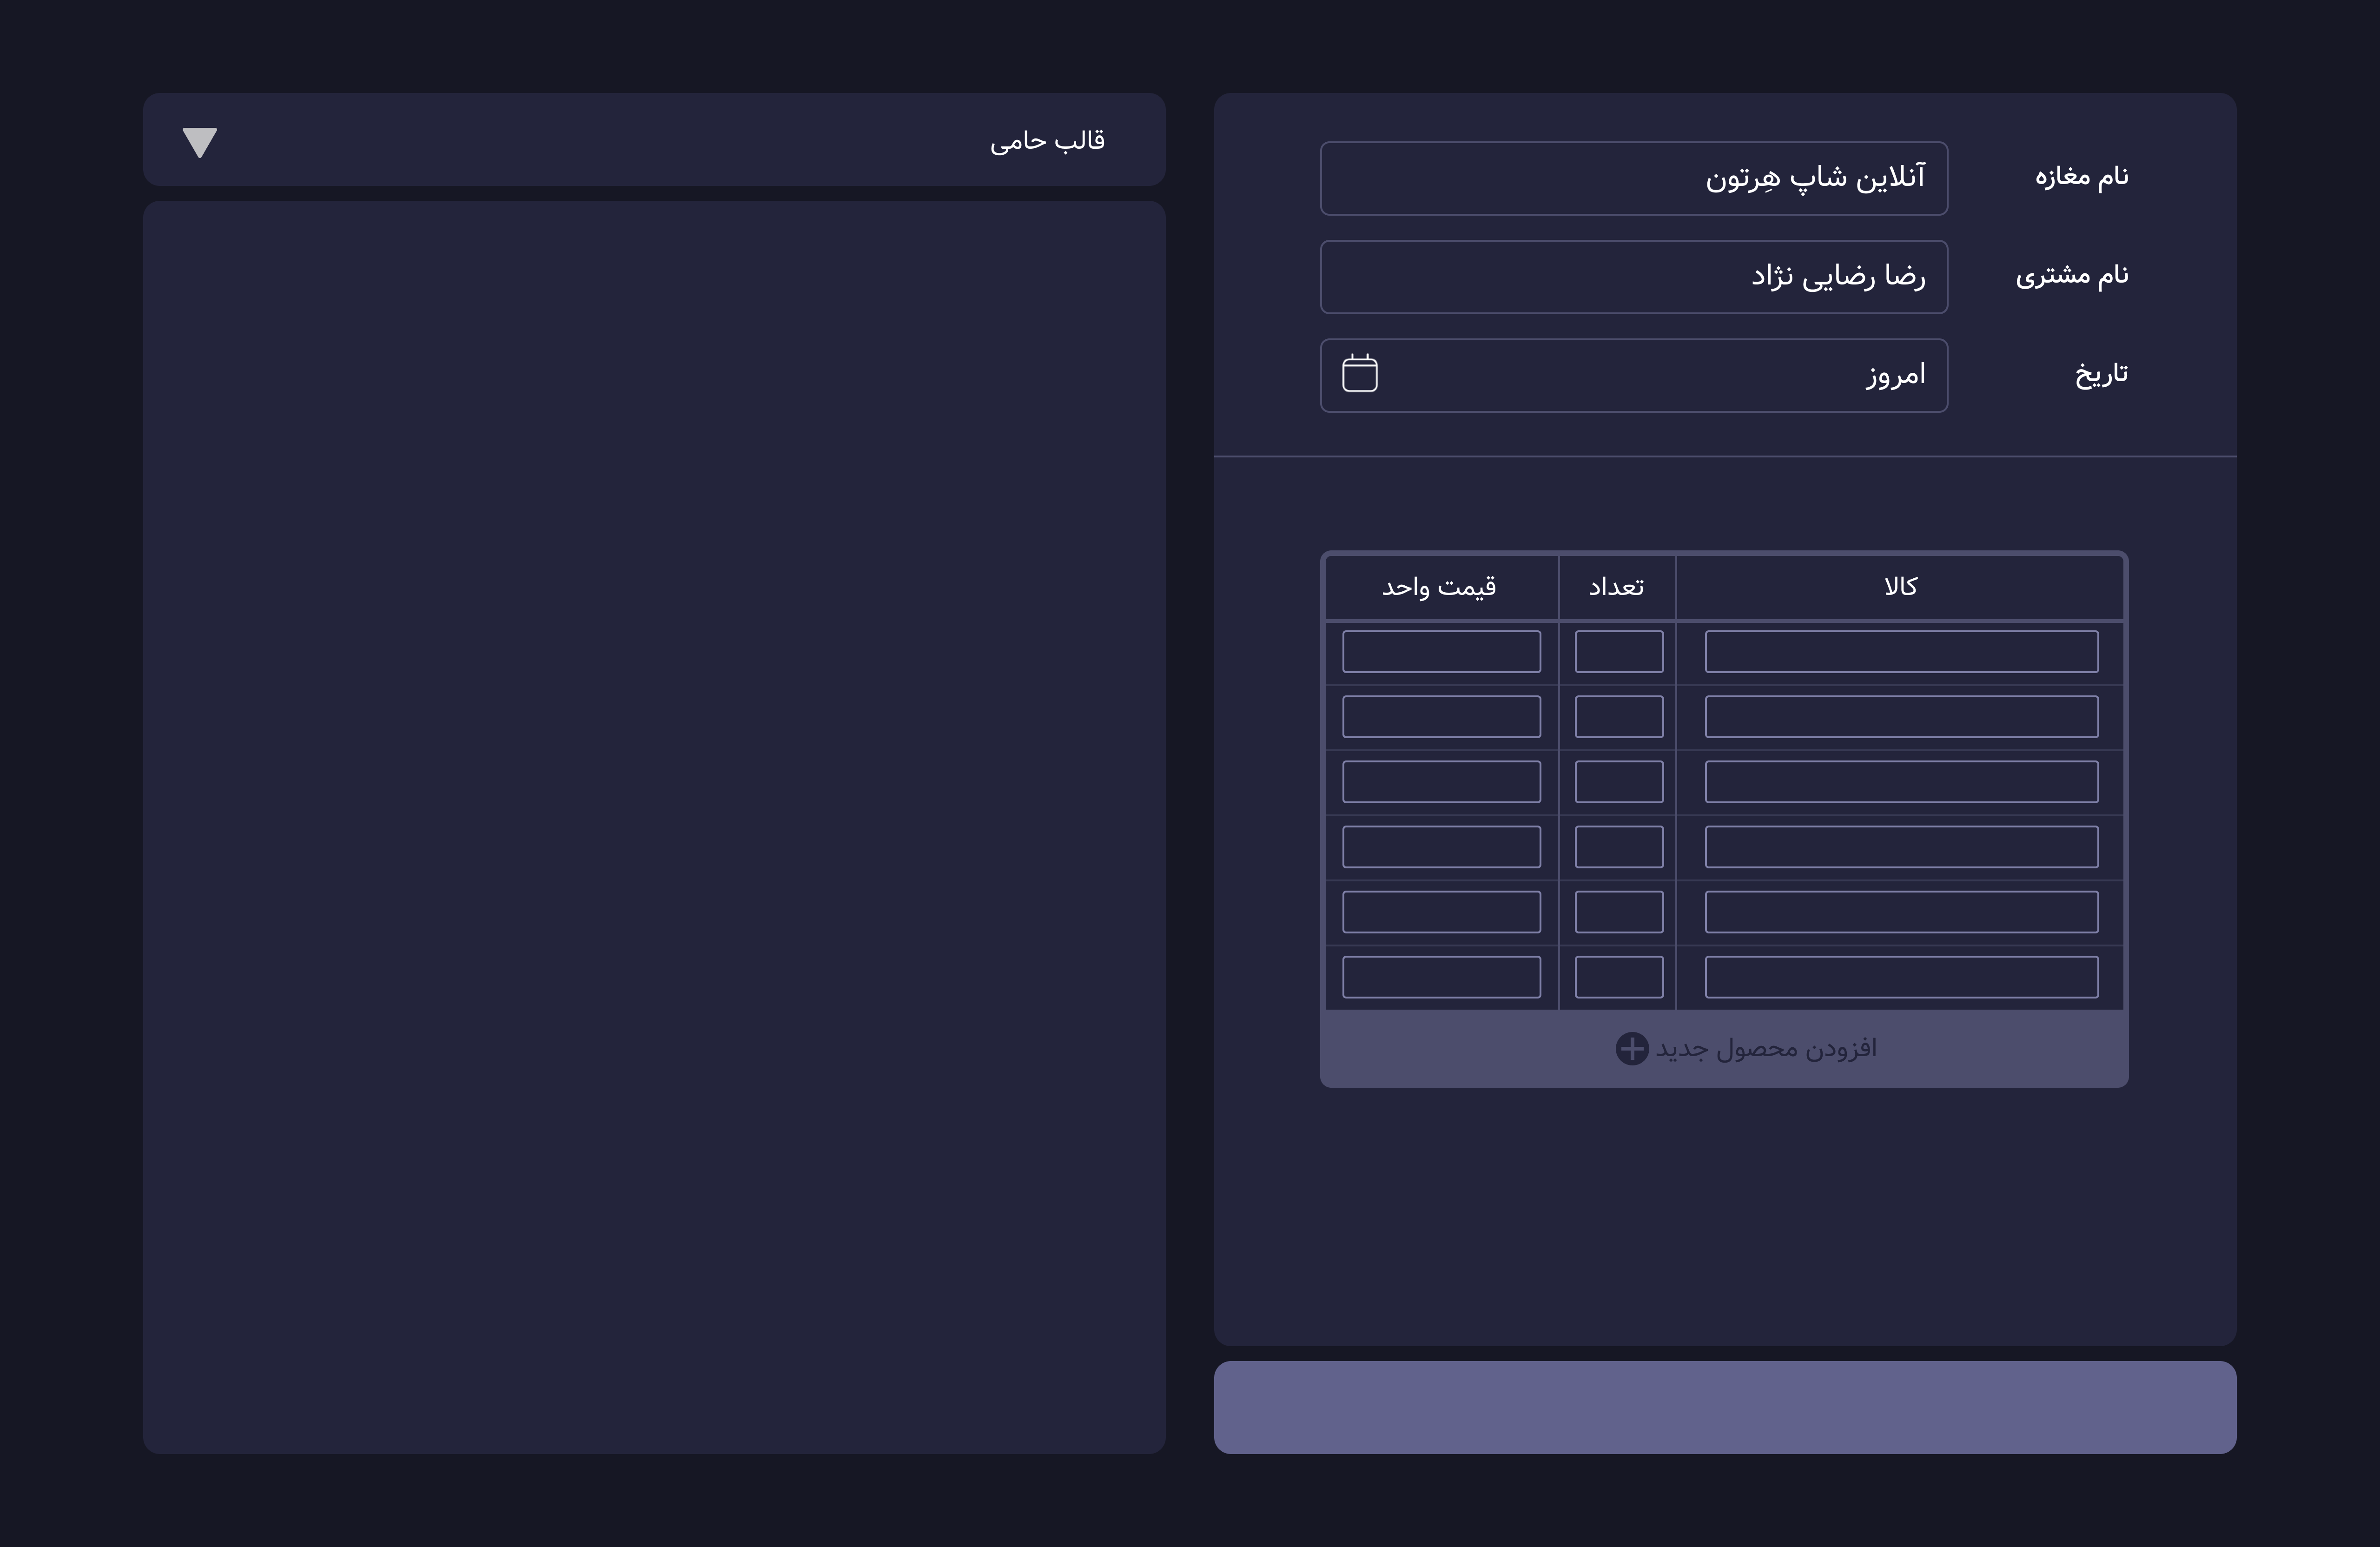 نام مغازه
آنلاین شاپ هِرتون
نام مشتری
رضا رضایی نژاد
تاریخ
امروز
کالا
تعداد
قیمت واحد
افزودن محصول جدید
قالب حامی